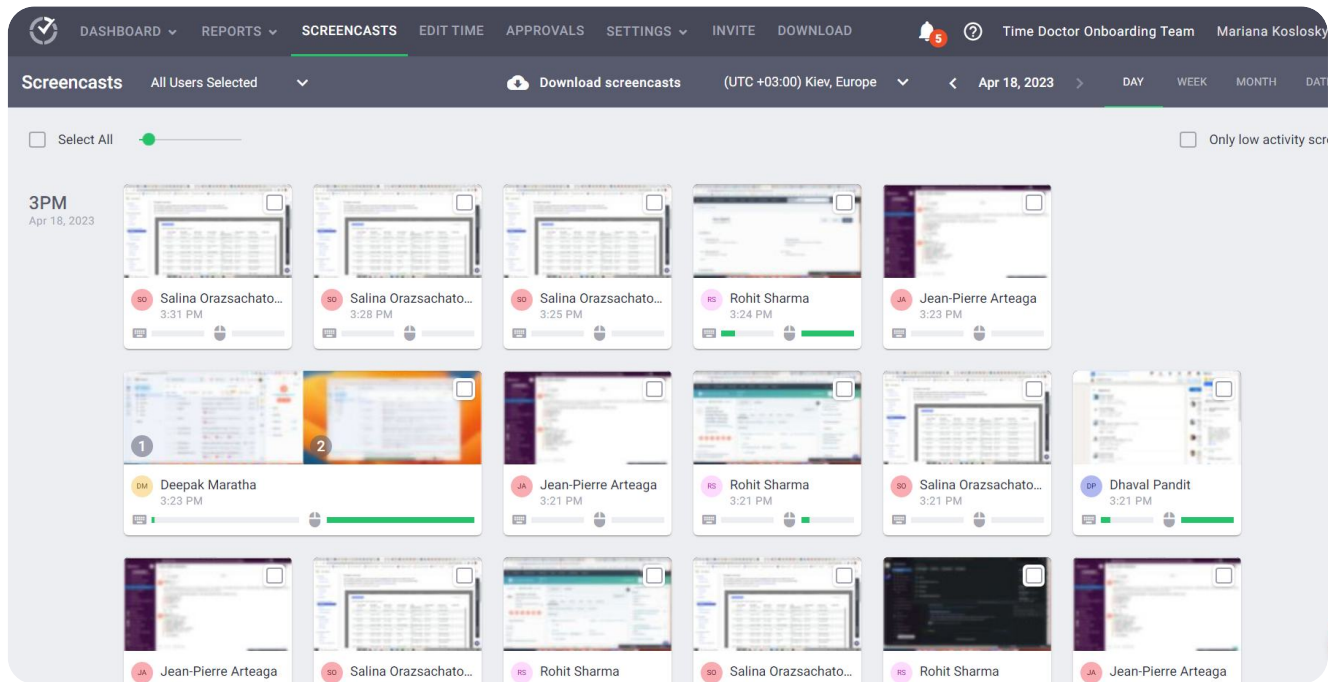 DASHBOARD REPORTS SCREENCASTS EDIT TIME APPROVALS SETTINGS INVITE DOWNLOAD 5 ? Time Doctor Onboarding Team Mariana Koslosky
Screencasts All Users Selected Download screencasts (UTC +03:00) Kiev, Europe Apr 18, 2023 DAY WEEK MONTH
Select All Only low activity
3PM
Apr 18, 2023
SO Salina Orazsachato... SO Salina Orazsachato... SO Salina Orazsachato... RS Rohit Sharma JA Jean-Pierre Arteaga
3:31 PM 3:28 PM 3:25 PM 3:24 PM 3:23 PM
1 2
DM Deepak Maratha JA Jean-Pierre Arteaga RS Rohit Sharma SO Salina Orazsachato... DP Dhaval Pandit
3:23 PM 3:21 PM 3:21 PM 3:21 PM 3:21 PM
JA Jean-Pierre Arteaga SO Salina Orazsachato... RS Rohit Sharma SO Salina Orazsachato... RS Rohit Sharma JA Jean-Pierre Arteaga